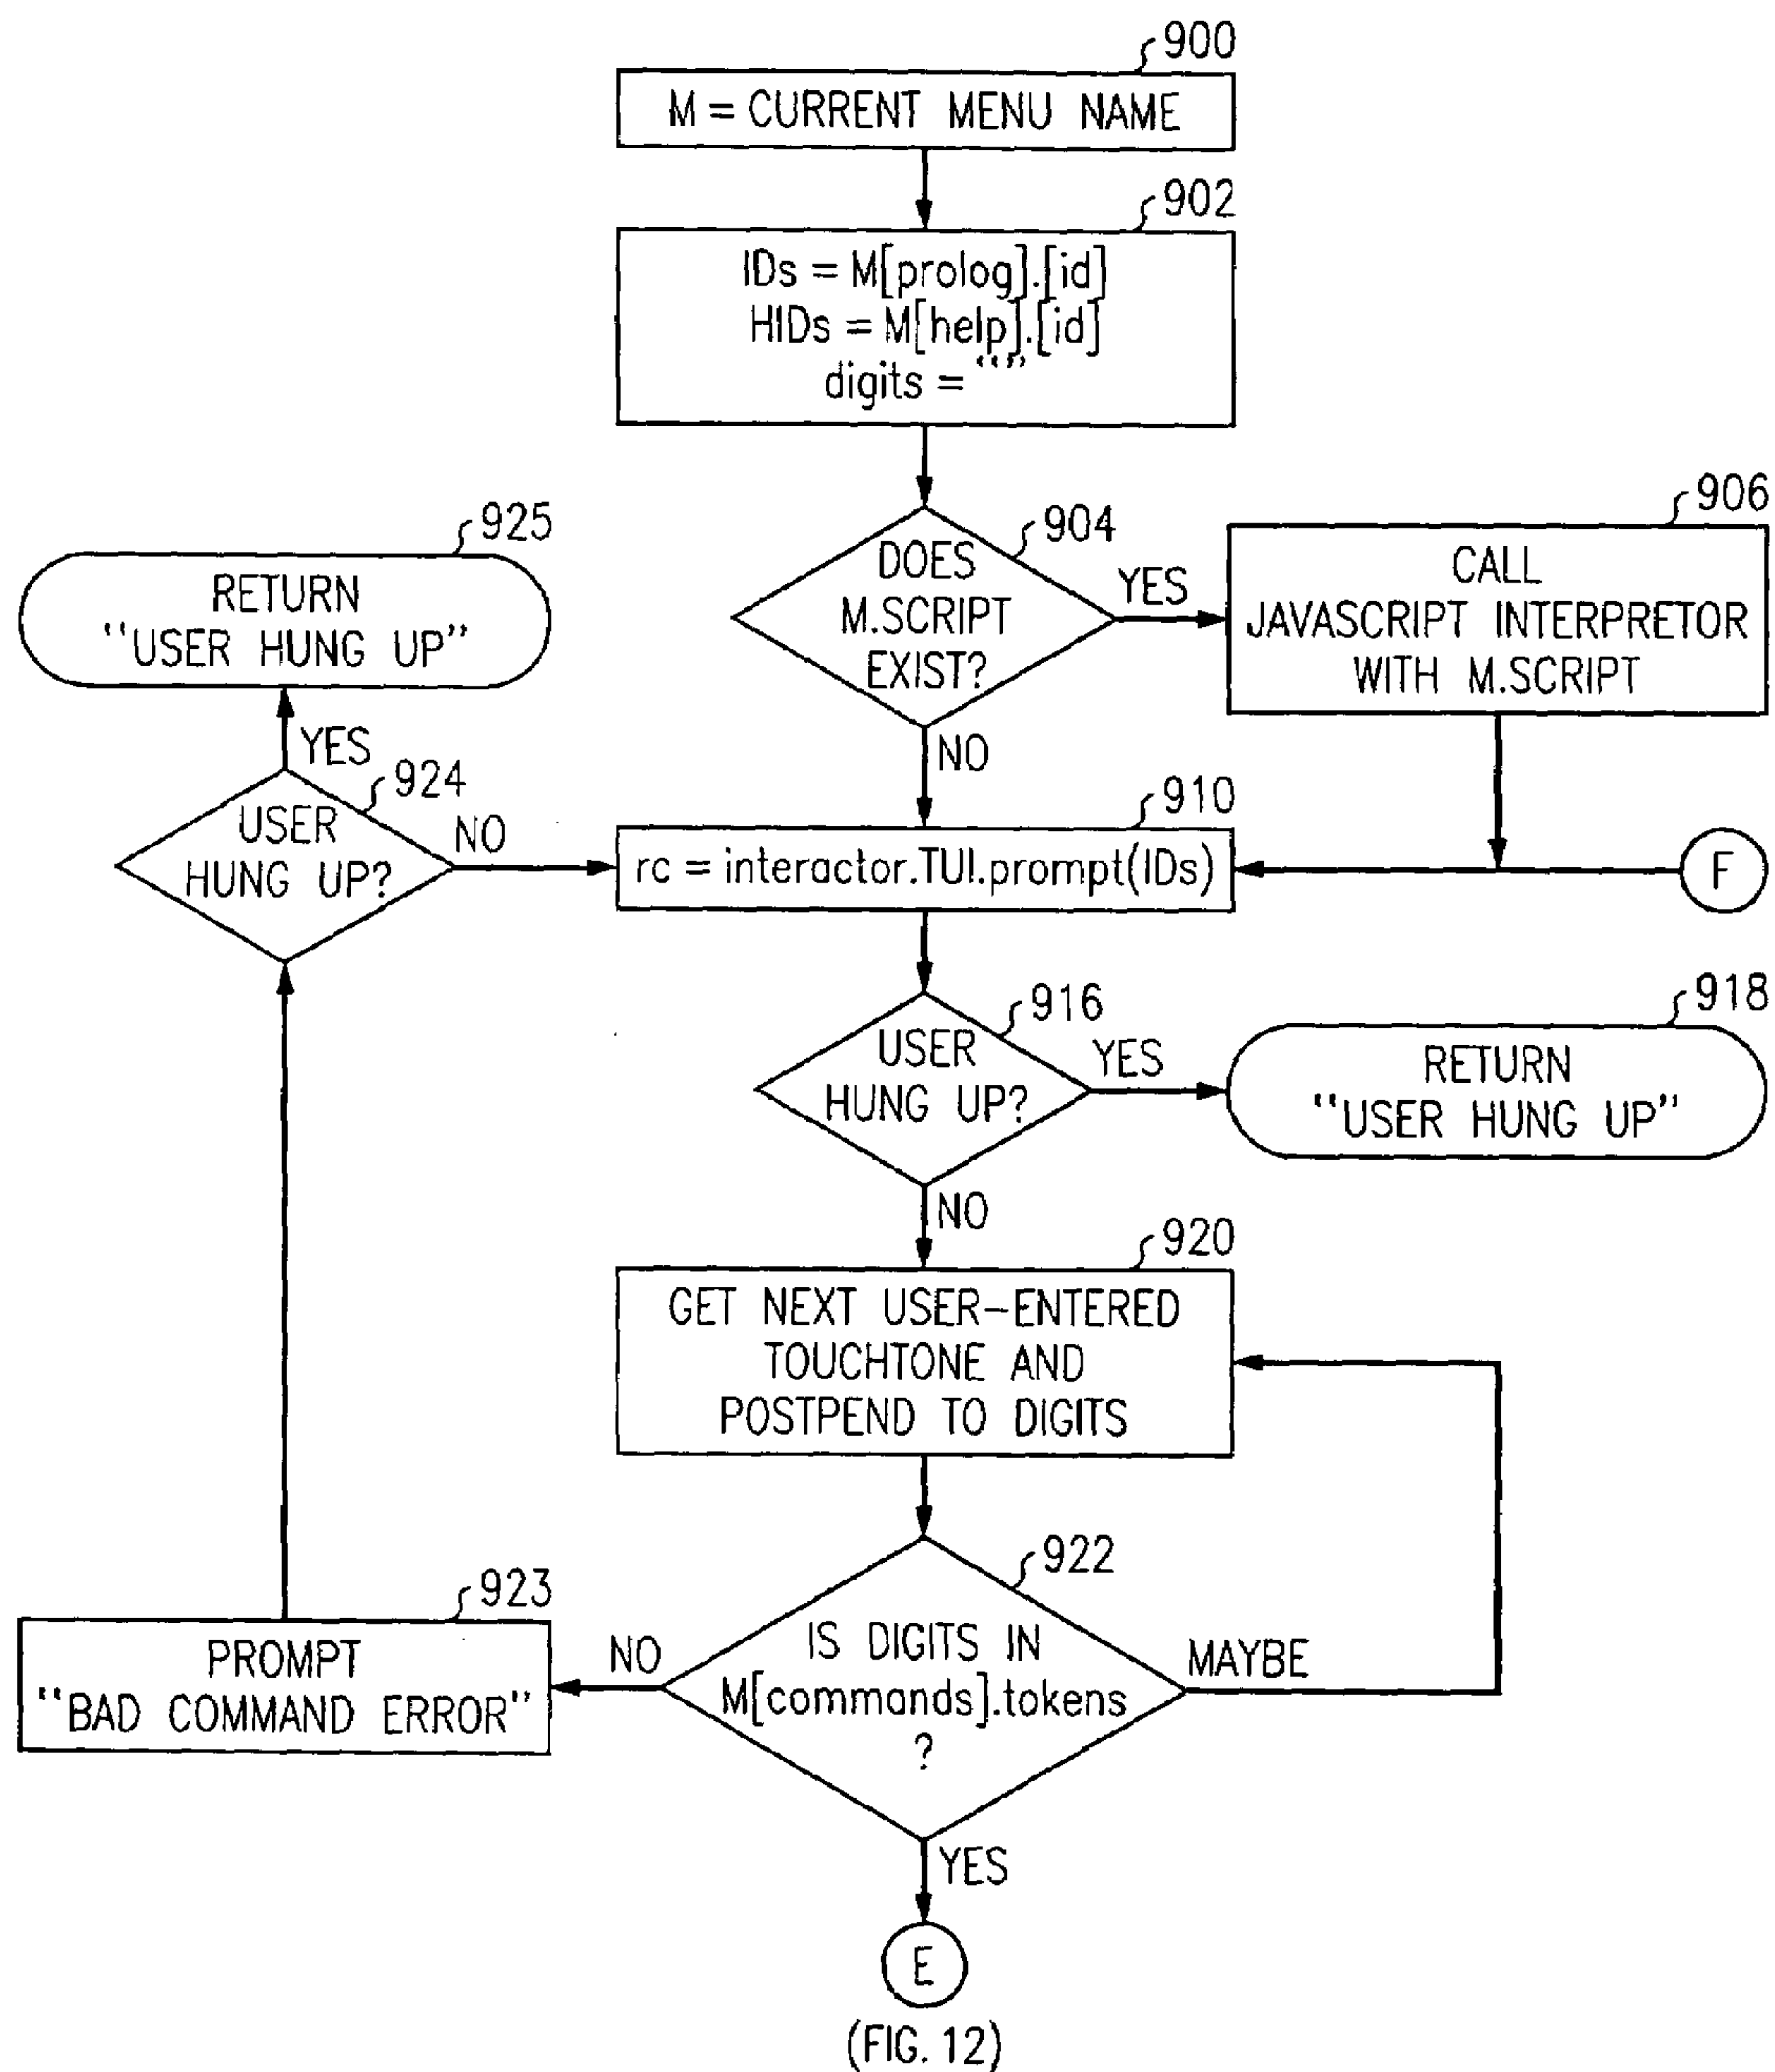 900
M = CURRENT MENU NAME
902
IDs = M[prolog].[id]
HIDs = M[help].[id]
digits = “”
904
DOES
M.SCRIPT
EXIST?
YES
NO
906
CALL
JAVASCRIPT INTERPRETOR
WITH M.SCRIPT
925
RETURN
“USER HUNG UP”
YES
924
USER
HUNG UP?
NO
910
rc = interactor.TUI.prompt(IDs)
F
916
USER
HUNG UP?
YES
NO
918
RETURN
“USER HUNG UP”
920
GET NEXT USER-ENTERED
TOUCHTONE AND
POSTPEND TO DIGITS
922
IS DIGITS IN
M[commands].tokens
?
NO
MAYBE
YES
923
PROMPT
“BAD COMMAND ERROR”
E
(FIG. 12)